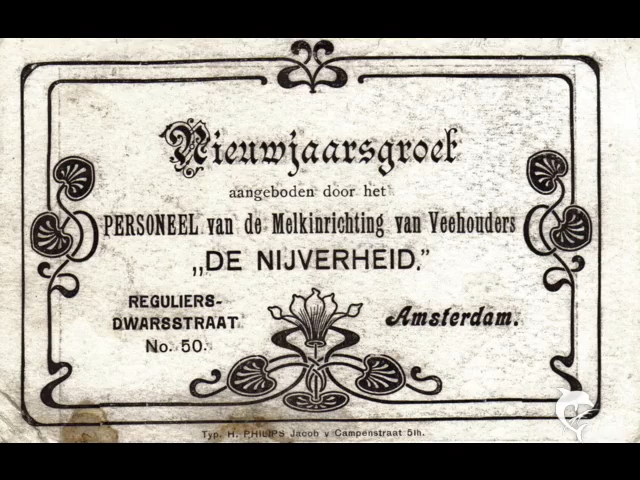 Nieuwjaarsgroet
aangeboden door het
PERSONEEL van de Melkinrichting van Veehouders
„DE NIJVERHEID.”
REGULIERS-
DWARSSTRAAT
No. 50.
Amsterdam.
Typ. H. PHILIPS Jacob v Campenstraat 51h.